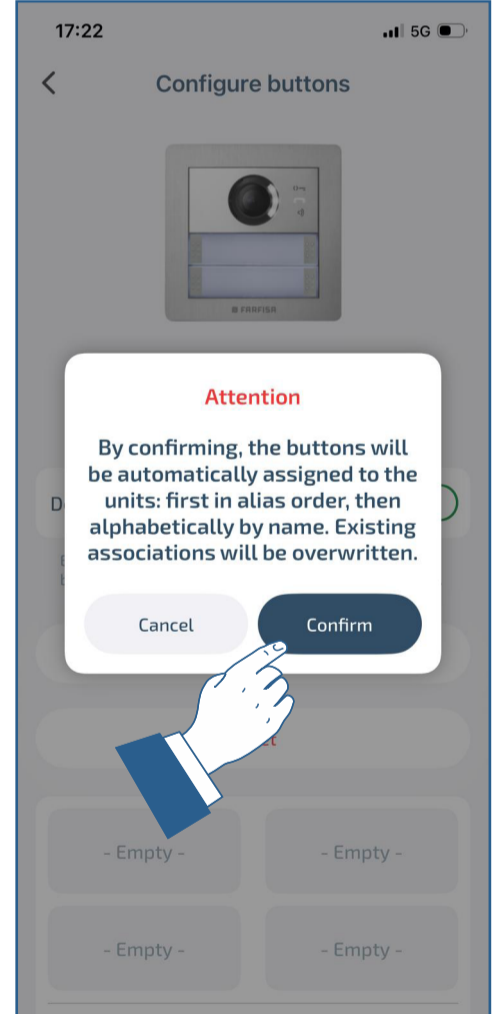 17:22
5G
Configure buttons
FARFISA
Attention
By confirming, the buttons will
be automatically assigned to the
units: first in alias order, then
alphabetically by name. Existing
associations will be overwritten.
Cancel
Confirm
- Empty -
- Empty -
- Empty -
- Empty -